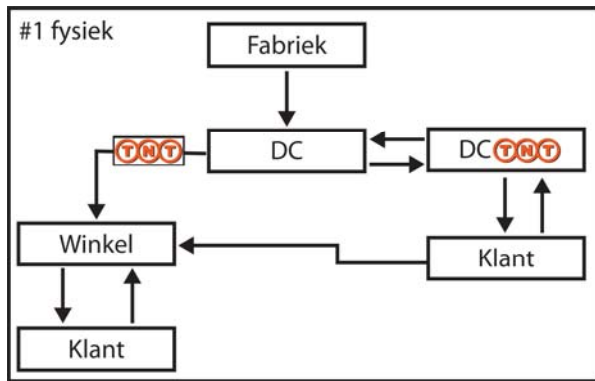 #1 fysiek
Fabriek
TNT
DC
DC TNT
Winkel
Klant
Klant